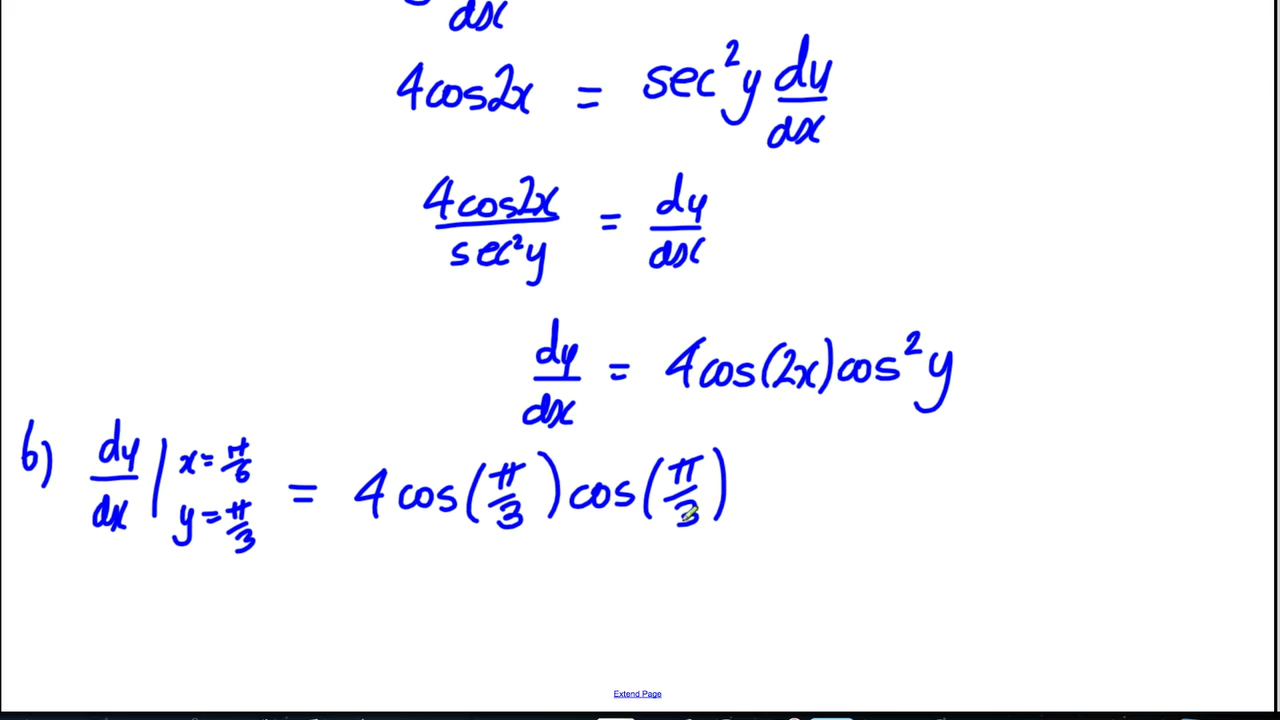 dx
4cos2x = sec²y dy/dx
4cos2x/sec²y = dy/dx
dy/dx = 4cos(2x)cos²y
b) dy/dx | x=π/6 y=π/3 = 4cos(π/3)cos(π/3)
Extend Page